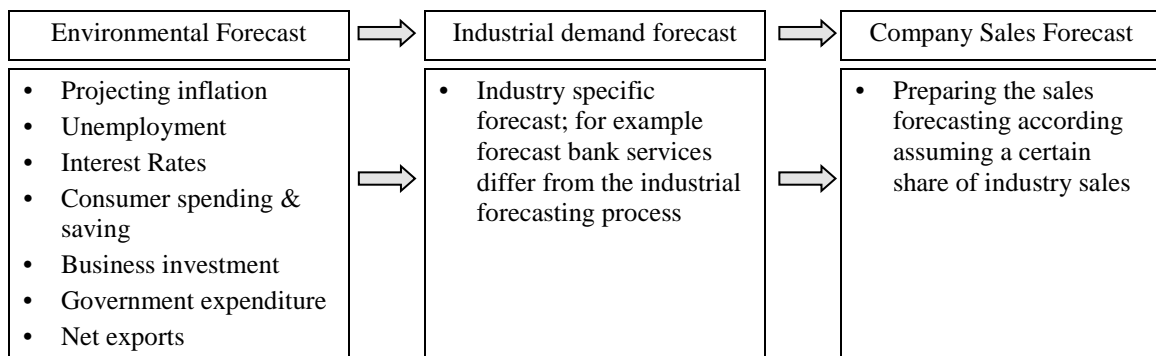 Environmental Forecast
Industrial demand forecast
Company Sales Forecast
• Projecting inflation
• Unemployment
• Interest Rates
• Consumer spending &
saving
• Business investment
• Government expenditure
• Net exports
• Industry specific
forecast; for example
forecast bank services
differ from the industrial
forecasting process
• Preparing the sales
forecasting according
assuming a certain
share of industry sales